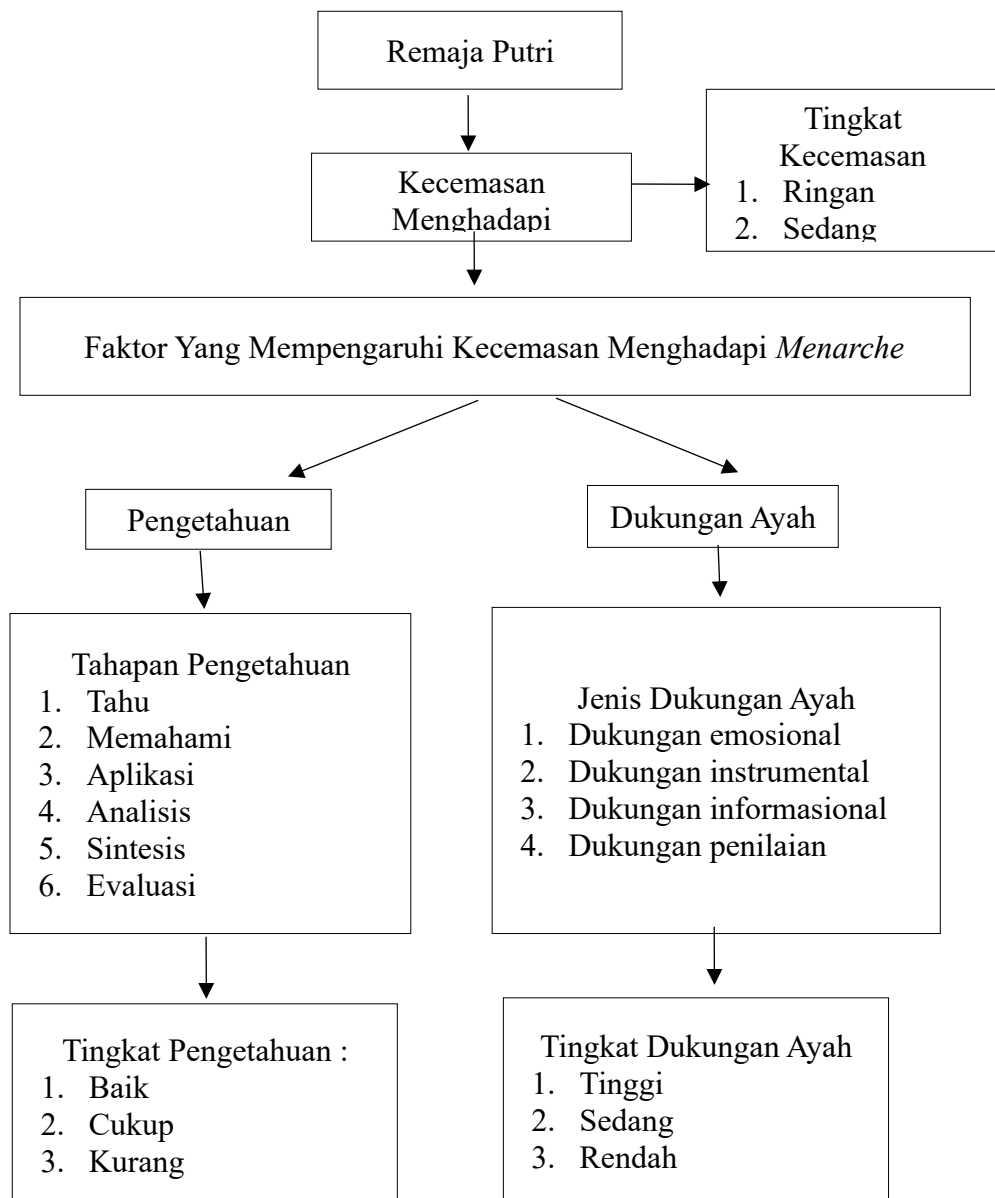 Remaja Putri
Tingkat
Kecemasan
1. Ringan
2. Sedang
Kecemasan
Menghadapi
Faktor Yang Mempengaruhi Kecemasan Menghadapi Menarche
Pengetahuan
Dukungan Ayah
Tahapan Pengetahuan
1. Tahu
2. Memahami
3. Aplikasi
4. Analisis
5. Sintesis
6. Evaluasi
Jenis Dukungan Ayah
1. Dukungan emosional
2. Dukungan instrumental
3. Dukungan informasional
4. Dukungan penilaian
Tingkat Pengetahuan :
1. Baik
2. Cukup
3. Kurang
Tingkat Dukungan Ayah
1. Tinggi
2. Sedang
3. Rendah